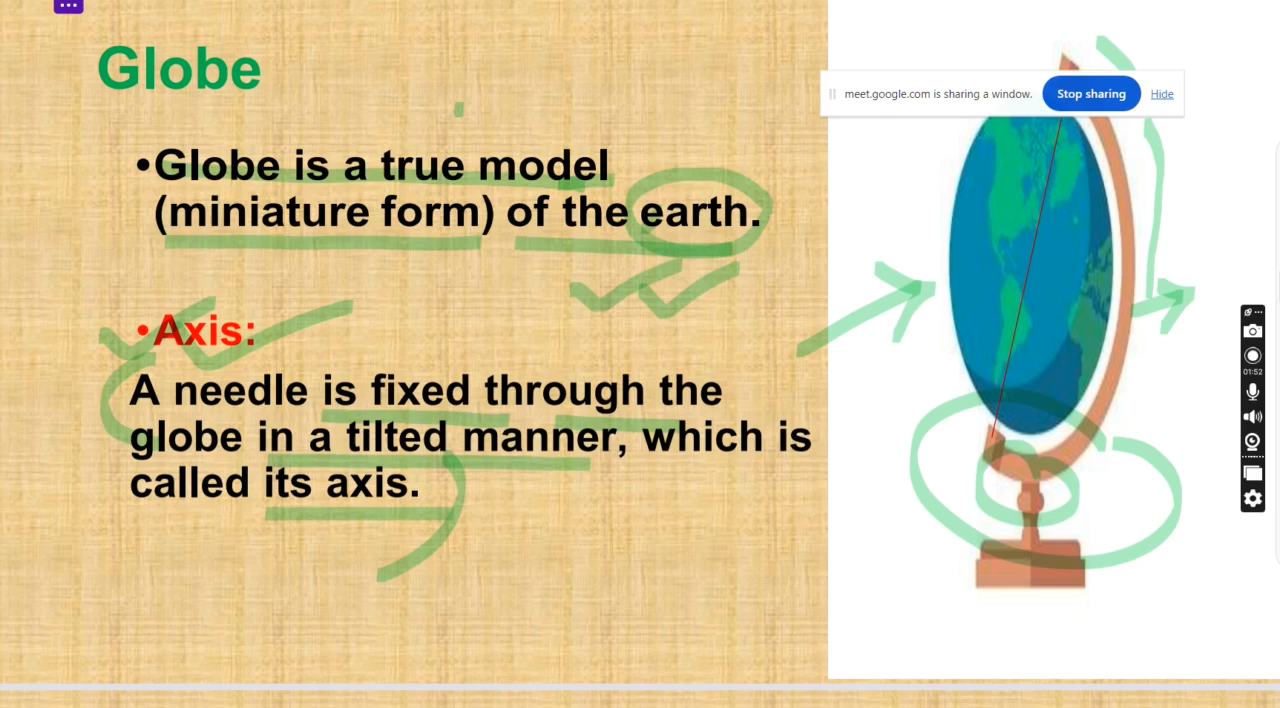 Globe
meet.google.com is sharing a window. Stop sharing Hide
•Globe is a true model
(miniature form) of the earth.
•Axis:
A needle is fixed through the
globe in a tilted manner, which is
called its axis.
01:52